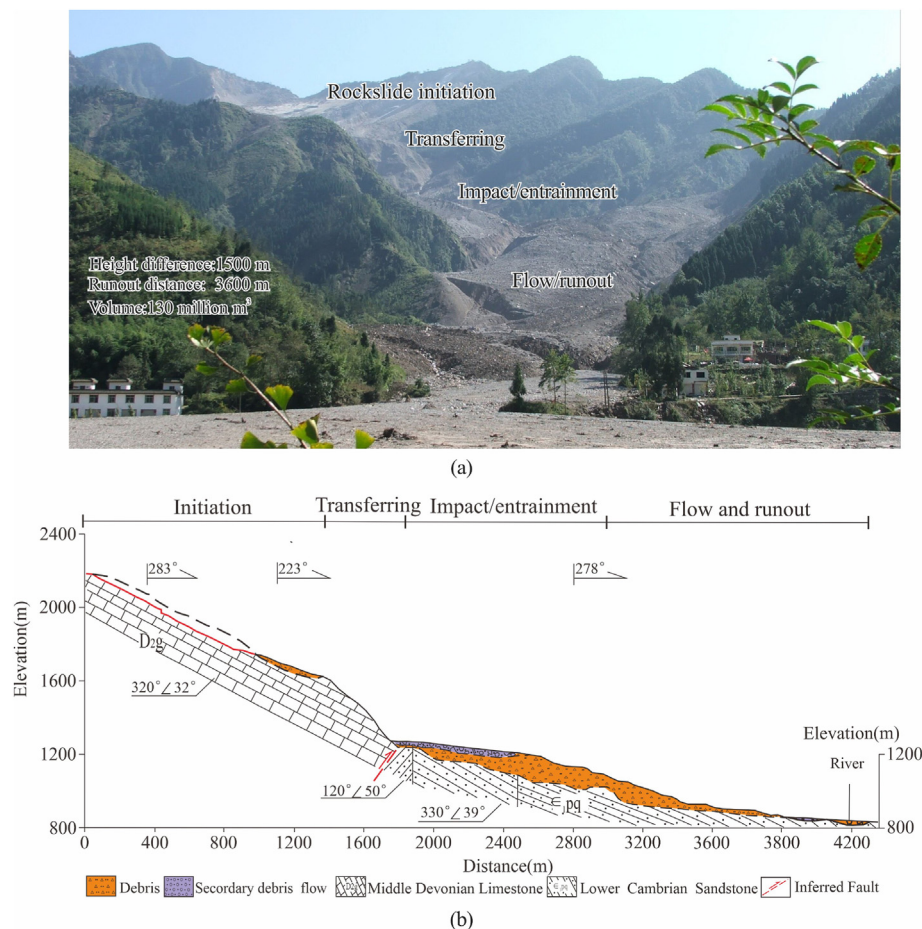 Rockslide initiation
Transferring
Impact/entrainment
Flow/runout
Height difference:1500 m
Runout distance: 3600 m
Volume:130 million m³
(a)
Initiation Transferring Impact/entrainment Flow and runout
2400
2000
1600
1200
800
Elevation(m)
283°
223°
278°
D2g
320°∠32°
120°∠50°
330°∠39°
∈1pq
Elevation(m)
River
1200
800
0 400 800 1200 1600 2000 2400 2800 3200 3600 4200
Distance(m)
Debris Secordary debris flow Middle Devonian Limestone Lower Cambrian Sandstone Inferred Fault
(b)